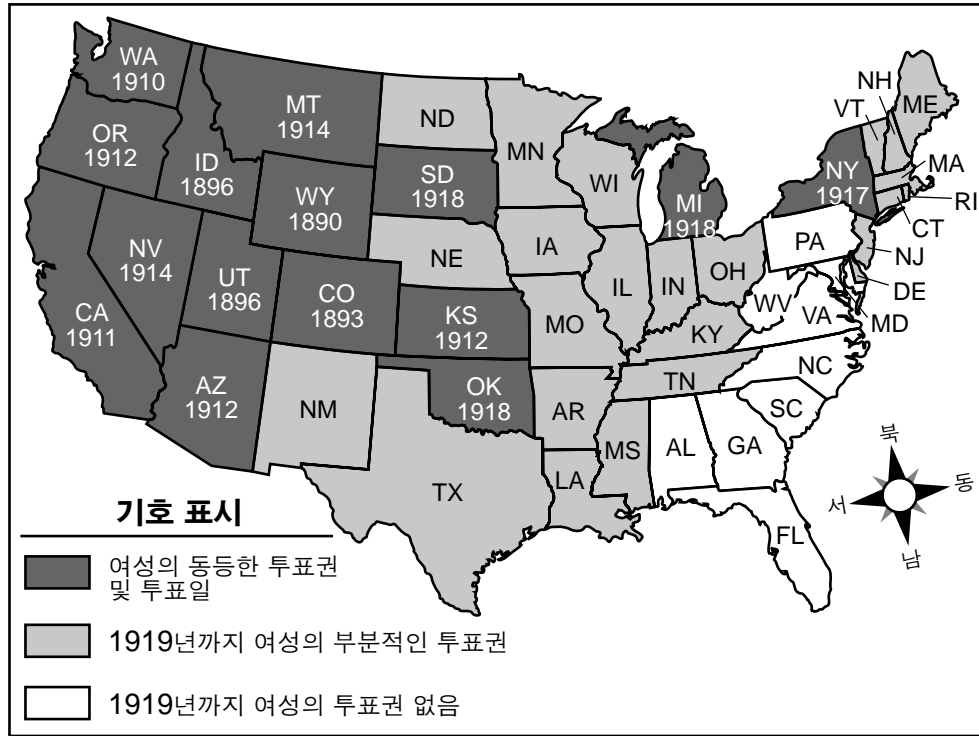 WA
1910
OR
1912
ID
1896
MT
1914
WY
1890
ND
SD
1918
NE
MN
WI
IA
MI
1918
NH
VT
ME
NY
1917
MA
RI
CT
NJ
DE
MD
PA
NV
1914
UT
1896
CO
1893
KS
1912
CA
1911
AZ
1912
NM
OK
1918
MO
IL
IN
OH
WV
VA
KY
TN
NC
SC
AR
MS
AL
GA
LA
TX
FL
북
동
서
남
기호 표시
여성의 동등한 투표권
및 투표일
1919년까지 여성의 부분적인 투표권
1919년까지 여성의 투표권 없음